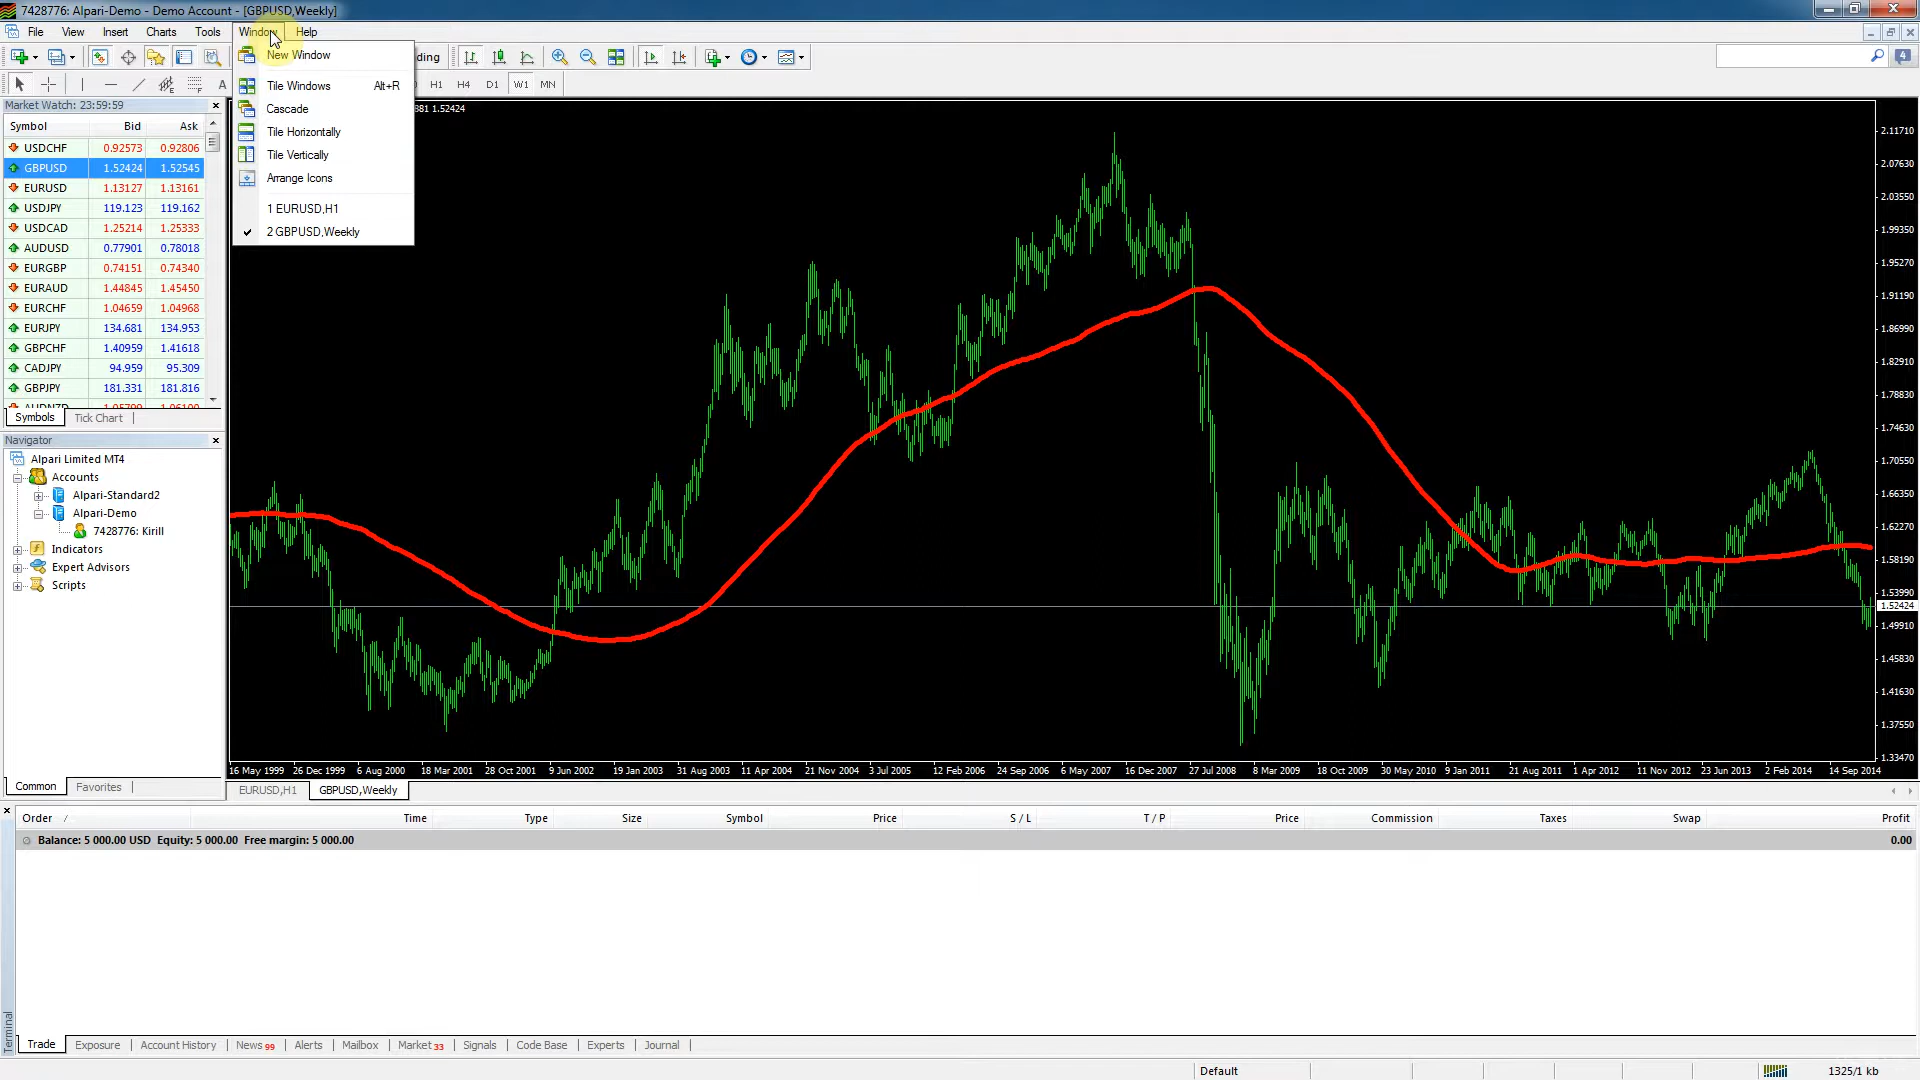 7428776: Alpari-Demo - Demo Account - [GBPUSD,Weekly]
File View Insert Charts Tools Window Help
New Window
Tile Windows Alt+R
Cascade
Tile Horizontally
Tile Vertically
Arrange Icons
1 EURUSD,H1
2 GBPUSD,Weekly
ding
4
A H1 H4 D1 W1 MN
881 1.52424
Market Watch: 23:59:59
Symbol Bid Ask
USDCHF 0.92573 0.92806
GBPUSD 1.52424 1.52545
EURUSD 1.13127 1.13161
USDJPY 119.123 119.162
USDCAD 1.25214 1.25333
AUDUSD 0.77901 0.78018
EURGBP 0.74151 0.74340
EURAUD 1.44845 1.45450
EURCHF 1.04659 1.04968
EURJPY 134.681 134.953
GBPCHF 1.40959 1.41618
CADJPY 94.959 95.309
GBPJPY 181.331 181.816
Symbols Tick Chart
Navigator
Alpari Limited MT4
Accounts
Alpari-Standard2
Alpari-Demo
7428776: Kirill
Indicators
Expert Advisors
Scripts
Common Favorites
2.11710
2.07630
2.03550
1.99350
1.95270
1.91190
1.86990
1.82910
1.78830
1.74630
1.70550
1.66350
1.62270
1.58190
1.53990
1.52424
1.49910
1.45830
1.41630
1.37550
1.33470
16 May 1999 26 Dec 1999 6 Aug 2000 18 Mar 2001 28 Oct 2001 9 Jun 2002 19 Jan 2003 31 Aug 2003 11 Apr 2004 21 Nov 2004 3 Jul 2005 12 Feb 2006 24 Sep 2006 6 May 2007 16 Dec 2007 27 Jul 2008 8 Mar 2009 18 Oct 2009 30 May 2010 9 Jan 2011 21 Aug 2011 1 Apr 2012 11 Nov 2012 23 Jun 2013 2 Feb 2014 14 Sep 2014
EURUSD,H1 GBPUSD,Weekly
Order / Time Type Size Symbol Price S / L T / P Price Commission Taxes Swap Profit
Balance: 5 000.00 USD Equity: 5 000.00 Free margin: 5 000.00 0.00
Terminal
Trade Exposure Account History News 99 Alerts Mailbox Market 33 Signals Code Base Experts Journal
Default 1325/1 kb